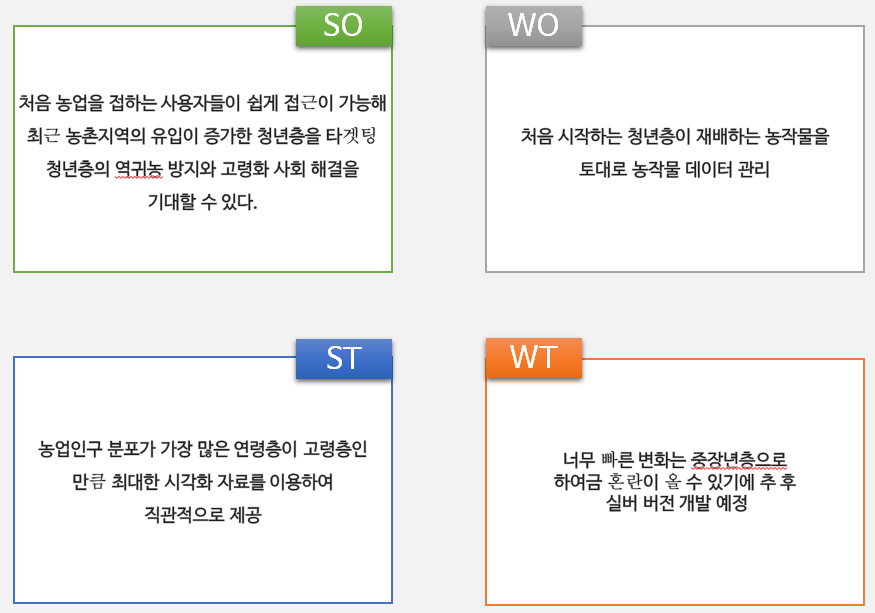 SO
처음 농업을 접하는 사용자들이 쉽게 접근이 가능해
최근 농촌지역의 유입이 증가한 청년층을 타겟팅
청년층의 역귀농 방지와 고령화 사회 해결을
기대할 수 있다.
WO
처음 시작하는 청년층이 재배하는 농작물을
토대로 농작물 데이터 관리
ST
농업인구 분포가 가장 많은 연령층이 고령층인
만큼 최대한 시각화 자료를 이용하여
직관적으로 제공
WT
너무 빠른 변화는 중장년층으로
하여금 혼란이 올 수 있기에 추 후
실버 버전 개발 예정